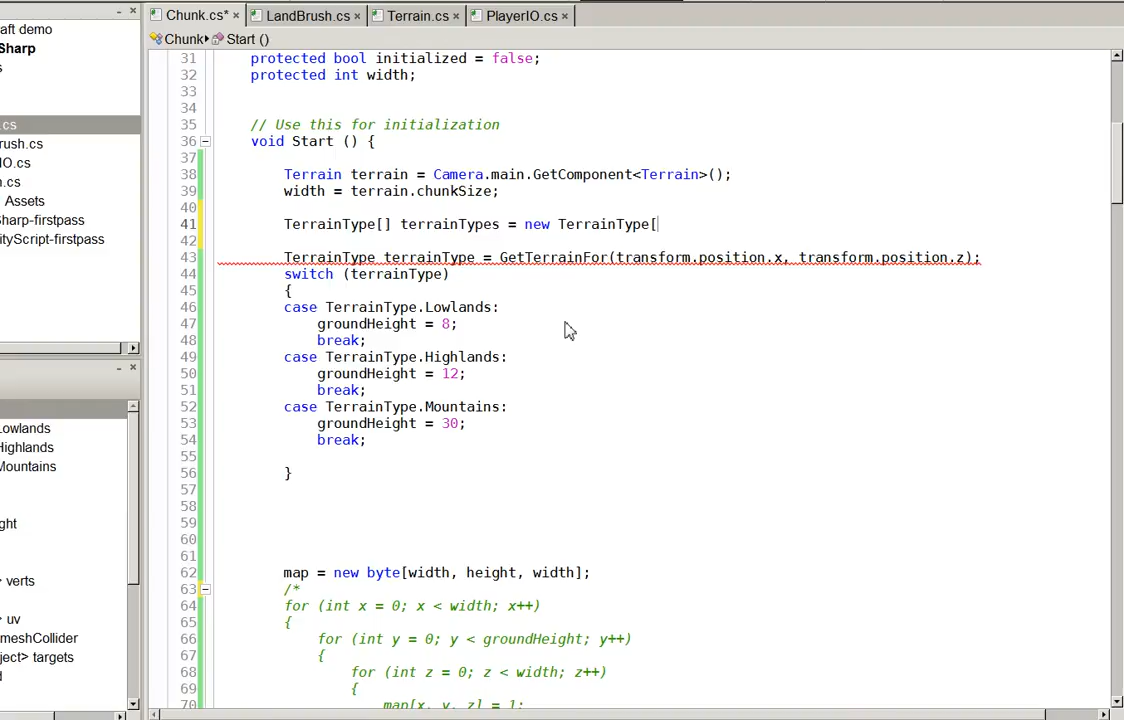 Chunk.cs* × LandBrush.cs × Terrain.cs × PlayerIO.cs ×
Chunk ▸ Start ()
aft demo
Sharp
s
.cs
rush.cs
IO.cs
n.cs
Assets
Sharp-firstpass
ityScript-firstpass
owlands
Highlands
Mountains
ght
> verts
> uv
meshCollider
ject> targets
d
31 protected bool initialized = false;
32 protected int width;
33
34
35 // Use this for initialization
36 void Start () {
37
38 Terrain terrain = Camera.main.GetComponent<Terrain>();
39 width = terrain.chunkSize;
40
41 TerrainType[] terrainTypes = new TerrainType[
42
43 TerrainType terrainType = GetTerrainFor(transform.position.x, transform.position.z);
44 switch (terrainType)
45 {
46 case TerrainType.Lowlands:
47 groundHeight = 8;
48 break;
49 case TerrainType.Highlands:
50 groundHeight = 12;
51 break;
52 case TerrainType.Mountains:
53 groundHeight = 30;
54 break;
55
56 }
57
58
59
60
61
62 map = new byte[width, height, width];
63 /*
64 for (int x = 0; x < width; x++)
65 {
66 for (int y = 0; y < groundHeight; y++)
67 {
68 for (int z = 0; z < width; z++)
69 {
70 map[x, y, z] = 1;